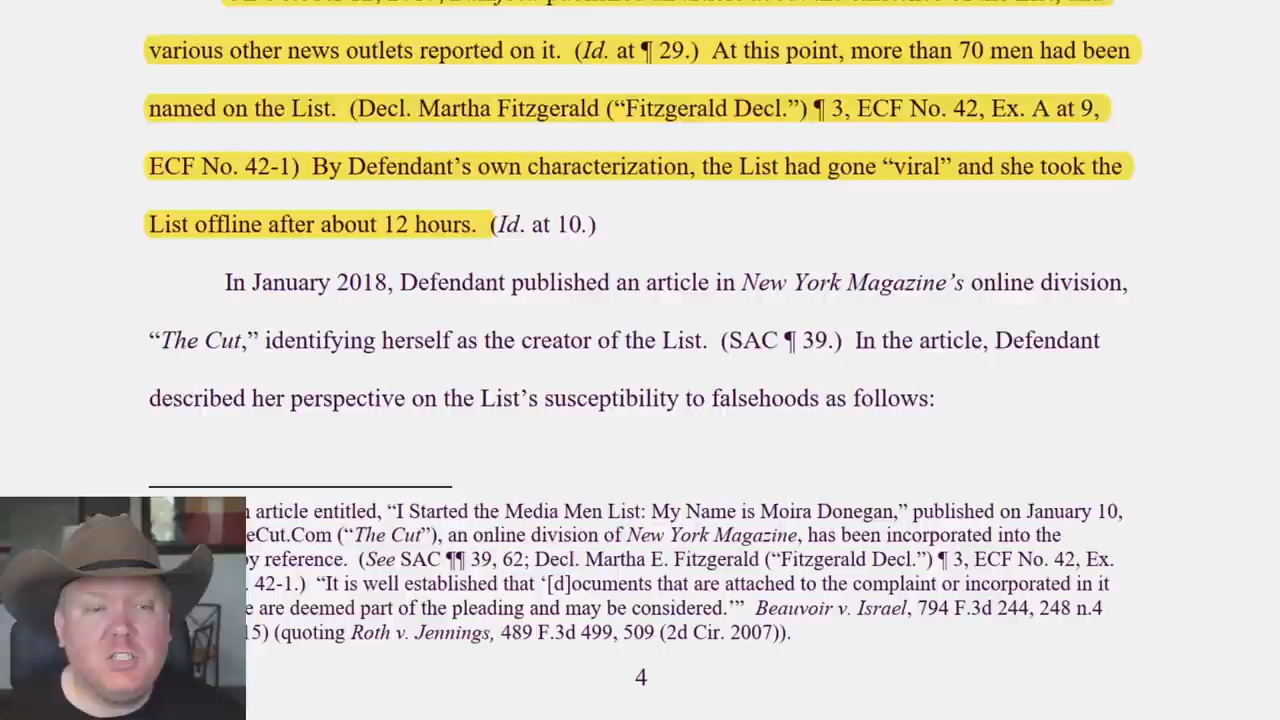 various other news outlets reported on it. (Id. at ¶ 29.) At this point, more than 70 men had been
named on the List. (Decl. Martha Fitzgerald (“Fitzgerald Decl.”) ¶ 3, ECF No. 42, Ex. A at 9,
ECF No. 42-1) By Defendant’s own characterization, the List had gone “viral” and she took the
List offline after about 12 hours. (Id. at 10.)
In January 2018, Defendant published an article in New York Magazine’s online division,
“The Cut,” identifying herself as the creator of the List. (SAC ¶ 39.) In the article, Defendant
described her perspective on the List’s susceptibility to falsehoods as follows:
article entitled, “I Started the Media Men List: My Name is Moira Donegan,” published on January 10,
eCut.Com (“The Cut”), an online division of New York Magazine, has been incorporated into the
by reference. (See SAC ¶¶ 39, 62; Decl. Martha E. Fitzgerald (“Fitzgerald Decl.”) ¶ 3, ECF No. 42, Ex.
42-1.) “It is well established that ‘[d]ocuments that are attached to the complaint or incorporated in it
e are deemed part of the pleading and may be considered.’” Beauvoir v. Israel, 794 F.3d 244, 248 n.4
15) (quoting Roth v. Jennings, 489 F.3d 499, 509 (2d Cir. 2007)).
4